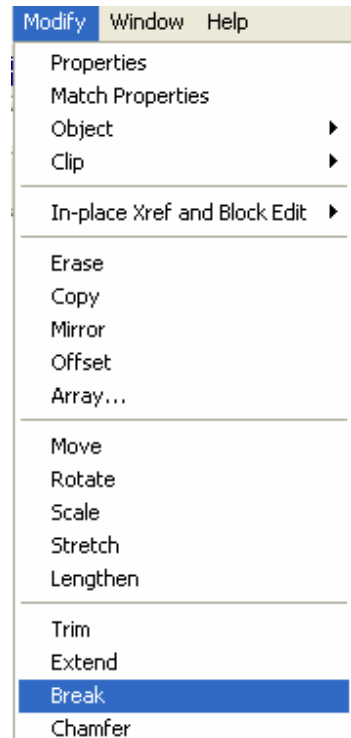 Modify Window Help
Properties
Match Properties
Object
Clip
In-place Xref and Block Edit
Erase
Copy
Mirror
Offset
Array...
Move
Rotate
Scale
Stretch
Lengthen
Trim
Extend
Break
Chamfer